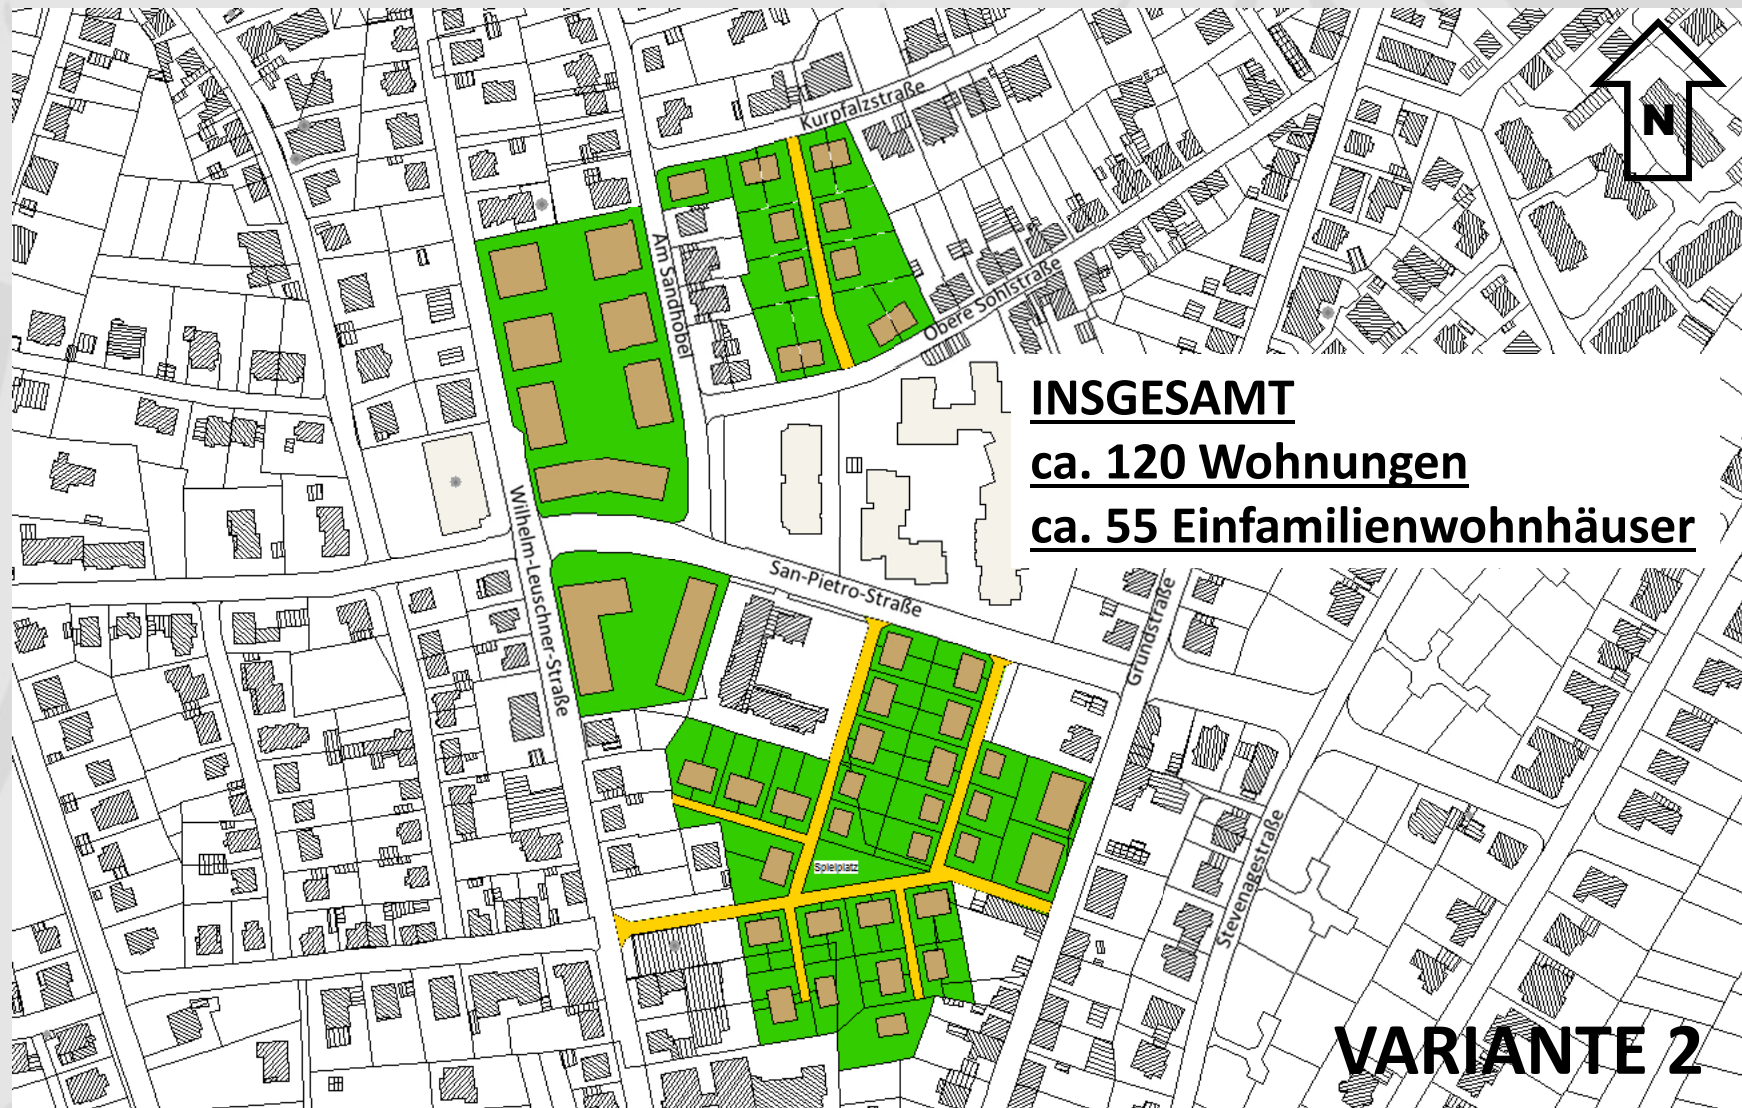 N
Kurpfalzstraße
Am Sandhöbel
Obere Sohlstraße
INSGESAMT
ca. 120 Wohnungen
ca. 55 Einfamilienwohnhäuser
Wilhelm-Leuschner-Straße
San-Pietro-Straße
Grundstraße
Stevenagestraße
Spielplatz
VARIANTE 2